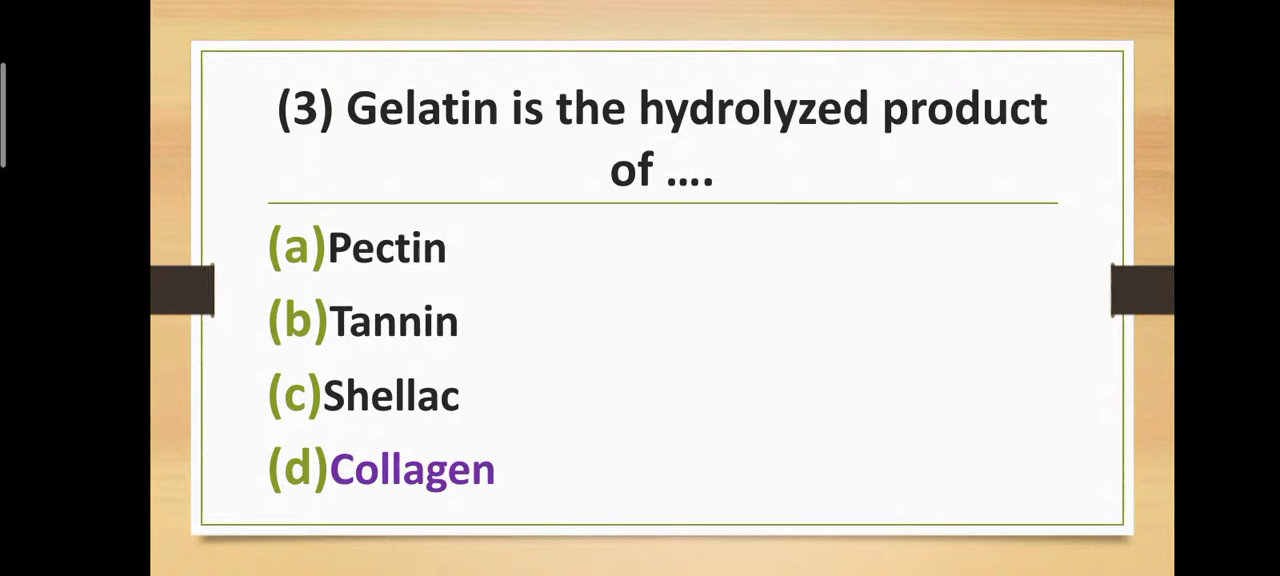 (3) Gelatin is the hydrolyzed product
of ....
(a)Pectin
(b)Tannin
(c)Shellac
(d)Collagen